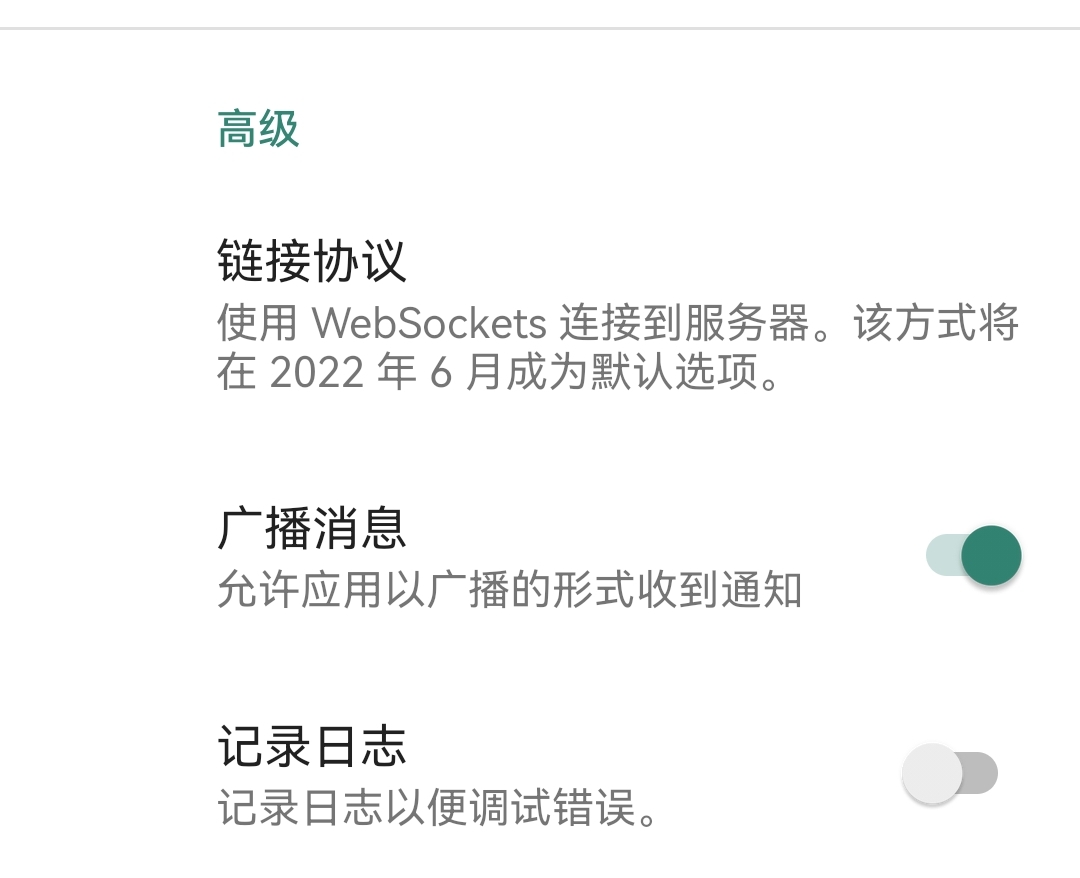 高级
链接协议
使用 WebSockets 连接到服务器。该方式将
在 2022 年 6 月成为默认选项。
广播消息
允许应用以广播的形式收到通知
记录日志
记录日志以便调试错误。